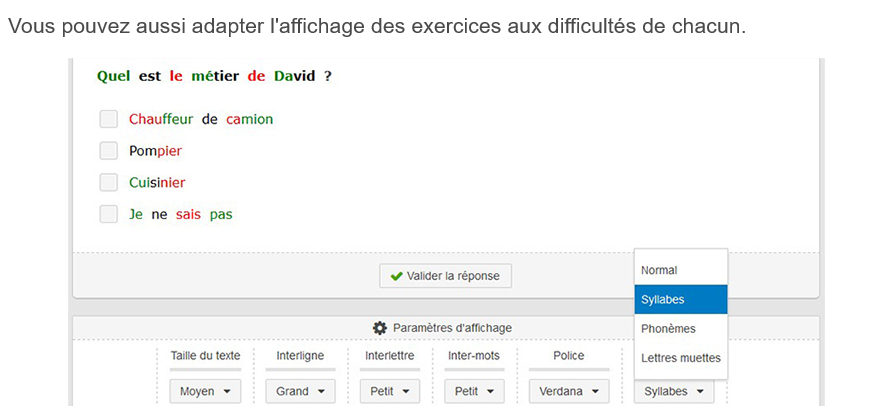 Vous pouvez aussi adapter l'affichage des exercices aux difficultés de chacun.
Quel est le métier de David ?
Chauffeur de camion
Pompier
Cuisinier
Je ne sais pas
Valider la réponse
Normal
Syllabes
Phonèmes
Lettres muettes
Paramètres d'affichage
Taille du texte Interligne Interlettre Inter-mots Police
Moyen Grand Petit Petit Verdana Syllabes